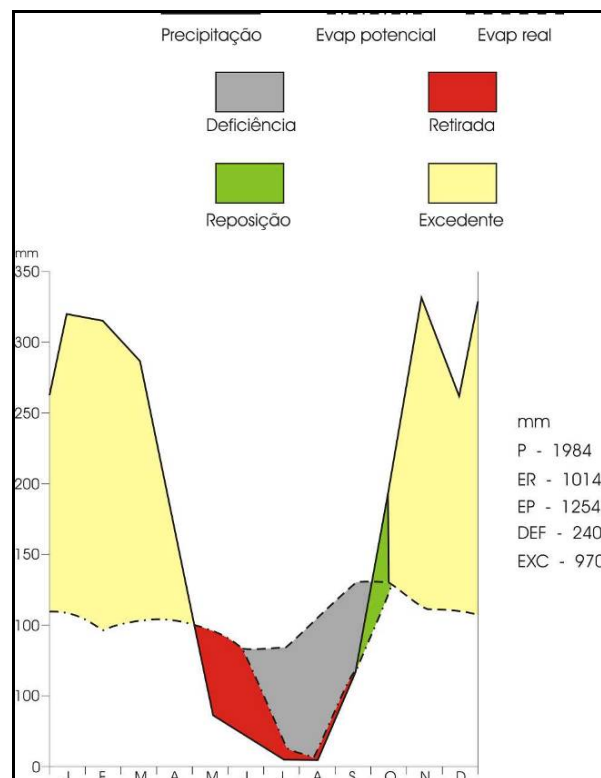 Precipitação Evap potencial Evap real
Deficiência Retirada
Reposição Excedente
mm
350
300
250
200
150
100
100
0
J F M A M J J A S O N D
mm
P - 1984
ER - 1014
EP - 1254
DEF - 240
EXC - 970